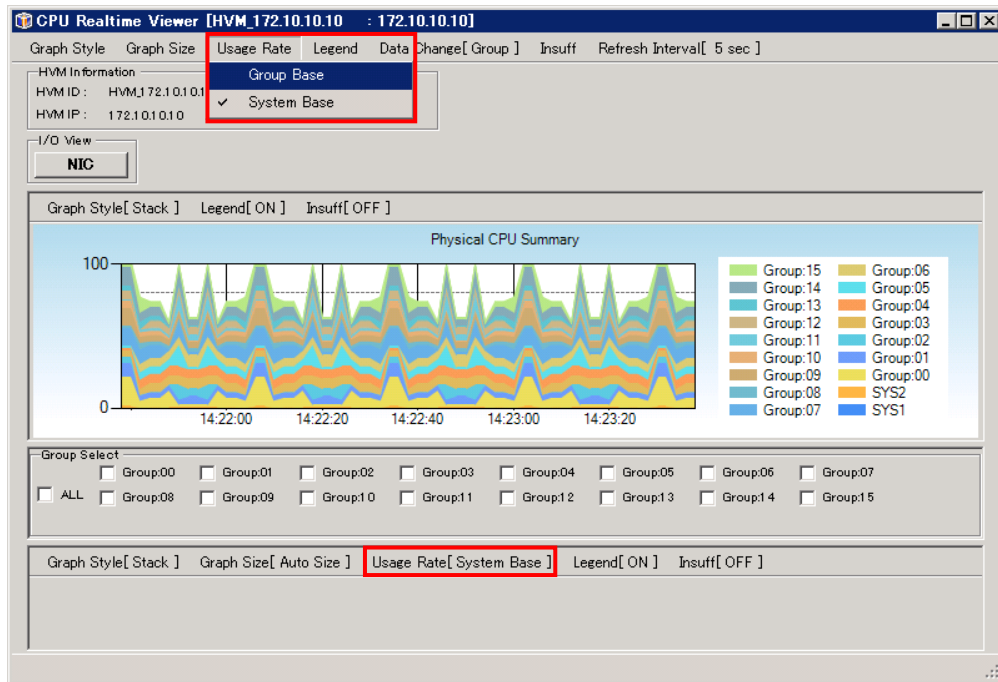 CPU Realtime Viewer [HVM_172.10.10.10 : 172.10.10.10]
Graph Style Graph Size Usage Rate Legend Data Change[ Group ] Insuff Refresh Interval[ 5 sec ]
Group Base
✓ System Base
HVM Information
HVM ID : HVM_172.10.10.1
HVM IP : 172.10.10.10
I/O View
NIC
Graph Style[ Stack ] Legend[ ON ] Insuff[ OFF ]
Physical CPU Summary
100
0
14:22:00 14:22:20 14:22:40 14:23:00 14:23:20
Group:15 Group:06
Group:14 Group:05
Group:13 Group:04
Group:12 Group:03
Group:11 Group:02
Group:10 Group:01
Group:09 Group:00
Group:08 SYS2
Group:07 SYS1
Group Select
Group:00 Group:01 Group:02 Group:03 Group:04 Group:05 Group:06 Group:07
ALL Group:08 Group:09 Group:10 Group:11 Group:12 Group:13 Group:14 Group:15
Graph Style[ Stack ] Graph Size[ Auto Size ] Usage Rate[ System Base ] Legend[ ON ] Insuff[ OFF ]